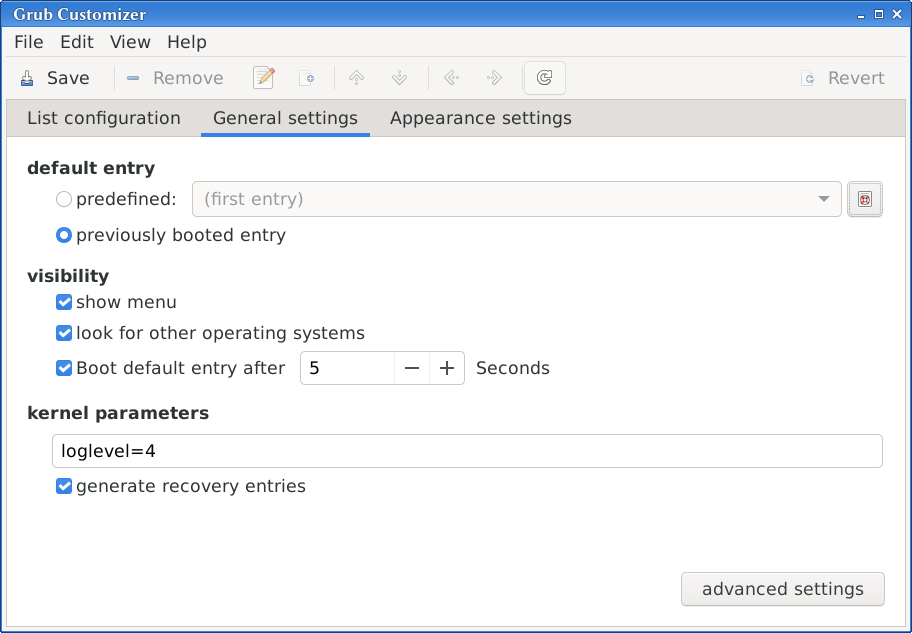 Grub Customizer
File Edit View Help
Save Remove Revert
List configuration General settings Appearance settings
default entry
predefined: (first entry)
previously booted entry
visibility
show menu
look for other operating systems
Boot default entry after 5 Seconds
kernel parameters
loglevel=4
generate recovery entries
advanced settings